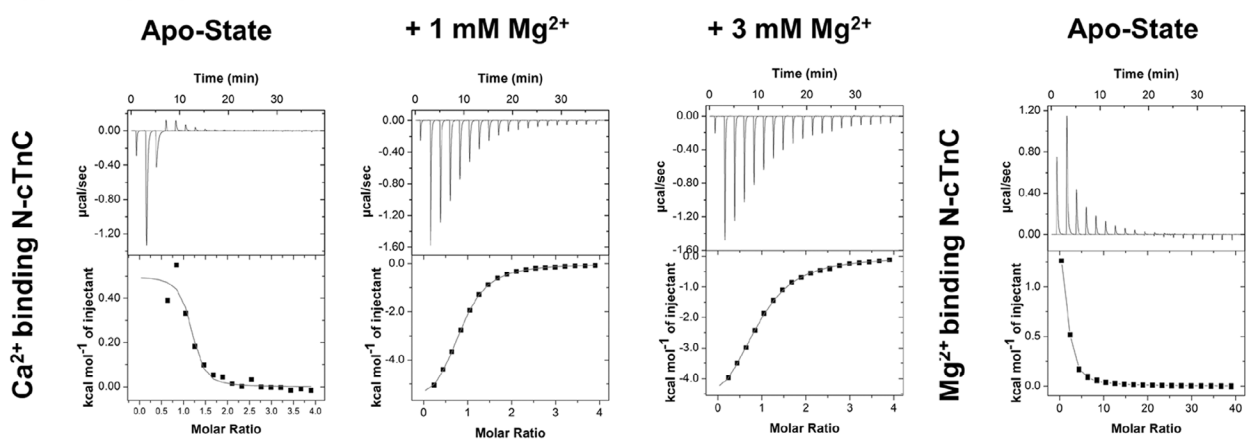 Apo-State
+ 1 mM Mg²⁺
+ 3 mM Mg²⁺
Apo-State
Ca²⁺ binding N-cTnC
Time (min)
0 10 20 30
0.00
-0.40
-0.80
-1.20
µcal/sec
0.40
0.20
0.00
kcal mol⁻¹ of injectant
0.0 0.5 1.0 1.5 2.0 2.5 3.0 3.5 4.0
Molar Ratio
Time (min)
0 10 20 30
0.00
-0.40
-0.80
-1.20
-1.60
µcal/sec
0.0
-2.0
-4.0
kcal mol⁻¹ of injectant
0 1 2 3 4
Molar Ratio
Time (min)
0 10 20 30
0.00
-0.40
-0.80
-1.20
-1.60
µcal/sec
0.0
-1.0
-2.0
-3.0
-4.0
kcal mol⁻¹ of injectant
0 1 2 3 4
Molar Ratio
Mg²⁺ binding N-cTnC
Time (min)
0 10 20 30
1.20
0.80
0.40
0.00
µcal/sec
1.0
0.5
0.0
kcal mol⁻¹ of injectant
0 10 20 30 40
Molar Ratio